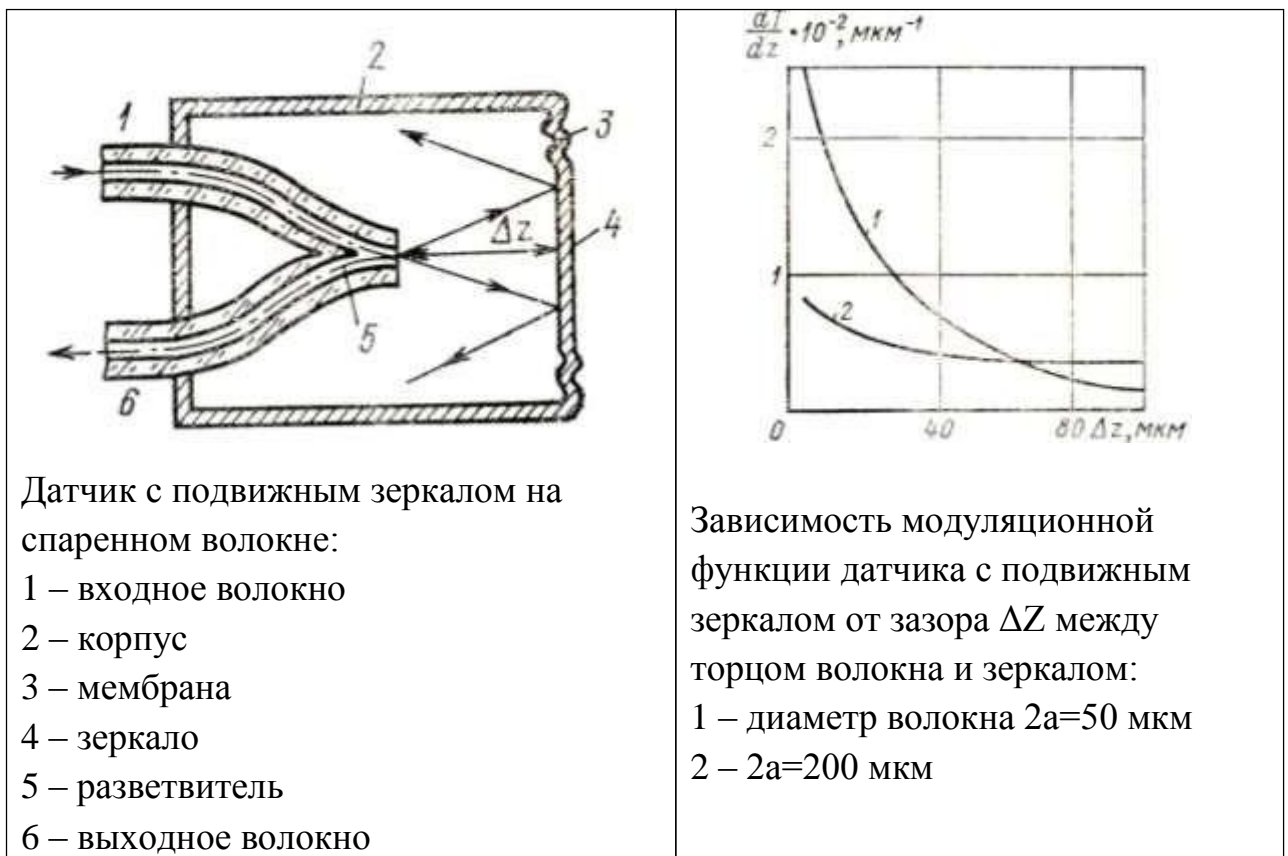 1
2
3
Δz
4
5
6
Датчик с подвижным зеркалом на
спаренном волокне:
1 – входное волокно
2 – корпус
3 – мембрана
4 – зеркало
5 – разветвитель
6 – выходное волокно
dT/dz • 10⁻², мкм⁻¹
2
1
1
2
0
40
80 Δz, мкм
Зависимость модуляционной
функции датчика с подвижным
зеркалом от зазора ΔZ между
торцом волокна и зеркалом:
1 – диаметр волокна 2a=50 мкм
2 – 2a=200 мкм